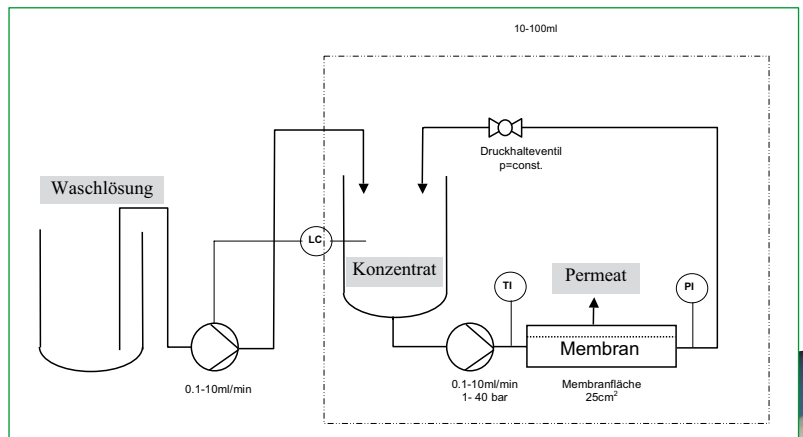 10-100ml
Druckhalteventil
p=const.
Waschlösung
LC
Konzentrat
TI
Permeat
PI
Membran
0.1-10ml/min
0.1-10ml/min
1- 40 bar
Membranfläche
25cm²